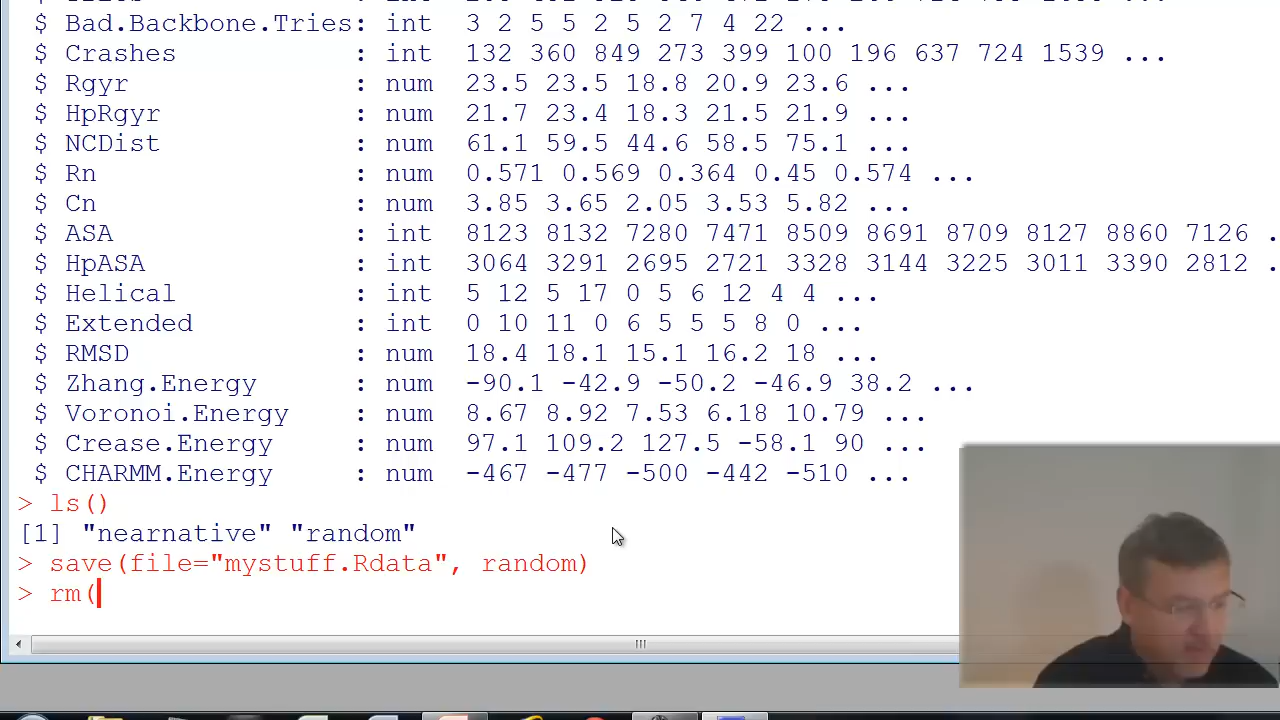 $ Bad.Backbone.Tries: int 3 2 5 5 2 5 2 7 4 22 ...
$ Crashes : int 132 360 849 273 399 100 196 637 724 1539 ...
$ Rgyr : num 23.5 23.5 18.8 20.9 23.6 ...
$ HpRgyr : num 21.7 23.4 18.3 21.5 21.9 ...
$ NCDist : num 61.1 59.5 44.6 58.5 75.1 ...
$ Rn : num 0.571 0.569 0.364 0.45 0.574 ...
$ Cn : num 3.85 3.65 2.05 3.53 5.82 ...
$ ASA : int 8123 8132 7280 7471 8509 8691 8709 8127 8860 7126 .
$ HpASA : int 3064 3291 2695 2721 3328 3144 3225 3011 3390 2812 .
$ Helical : int 5 12 5 17 0 5 6 12 4 4 ...
$ Extended : int 0 10 11 0 6 5 5 5 8 0 ...
$ RMSD : num 18.4 18.1 15.1 16.2 18 ...
$ Zhang.Energy : num -90.1 -42.9 -50.2 -46.9 38.2 ...
$ Voronoi.Energy : num 8.67 8.92 7.53 6.18 10.79 ...
$ Crease.Energy : num 97.1 109.2 127.5 -58.1 90 ...
$ CHARMM.Energy : num -467 -477 -500 -442 -510 ...
> ls()
[1] "nearnative" "random"
> save(file="mystuff.Rdata", random)
> rm(